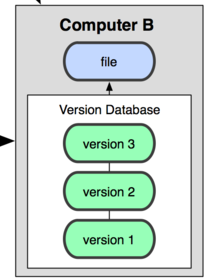 Computer B
file
Version Database
version 3
version 2
version 1